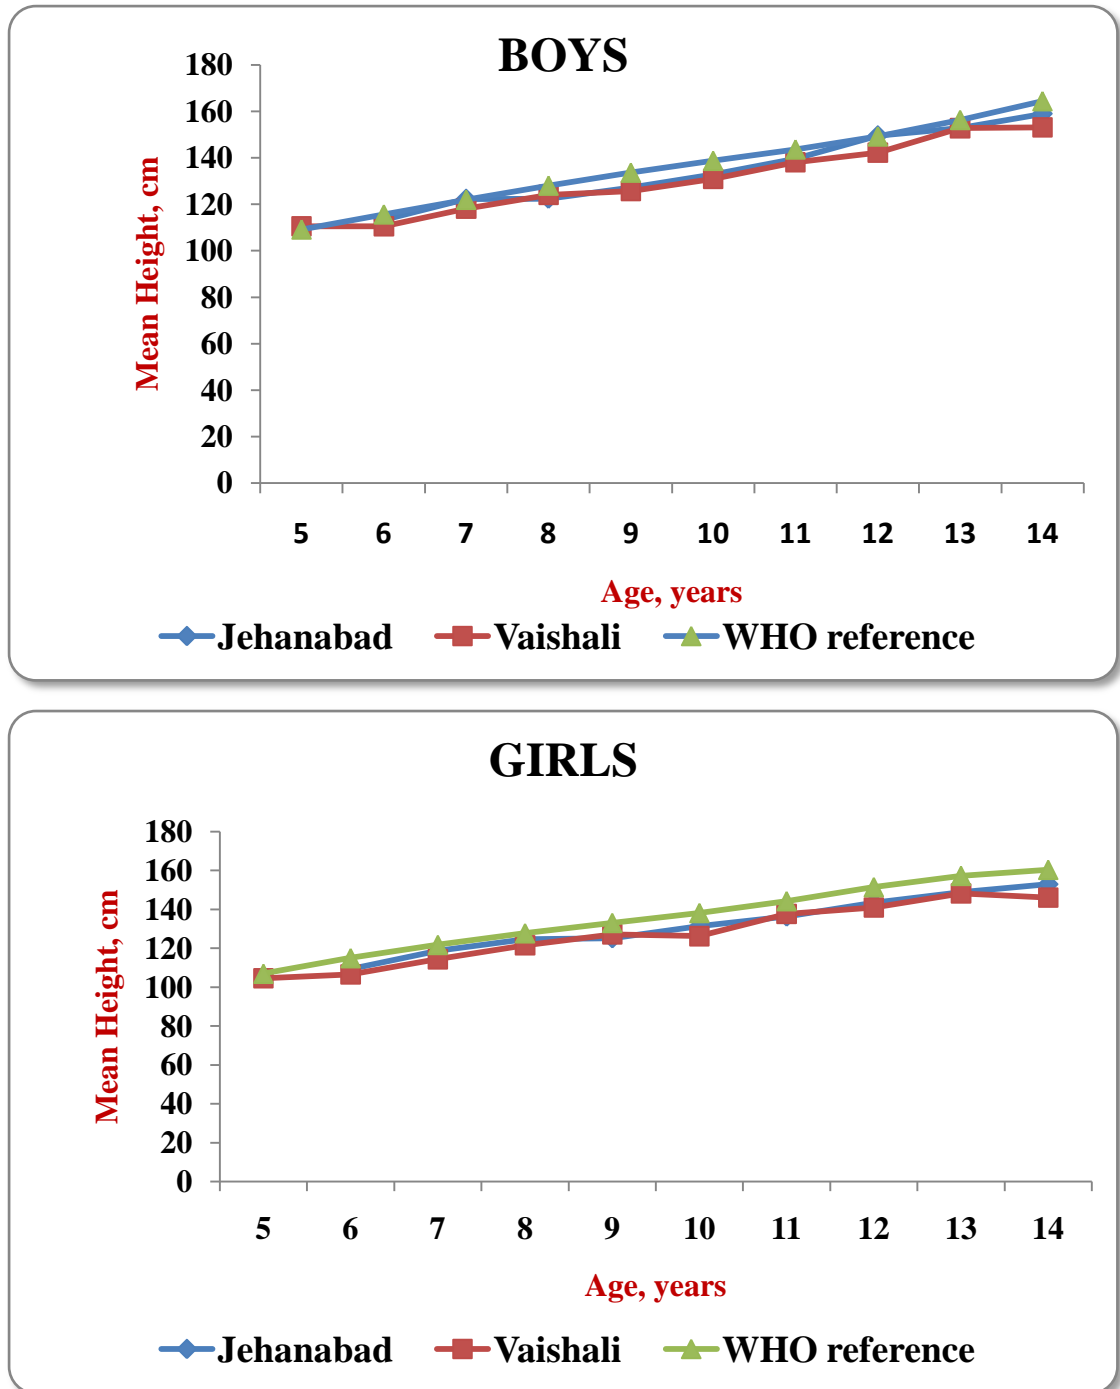 BOYS
180
160
140
120
100
80
60
40
20
0
Mean Height, cm
5 6 7 8 9 10 11 12 13 14
Age, years
Jehanabad Vaishali WHO reference
GIRLS
180
160
140
120
100
80
60
40
20
0
Mean Height, cm
5 6 7 8 9 10 11 12 13 14
Age, years
Jehanabad Vaishali WHO reference